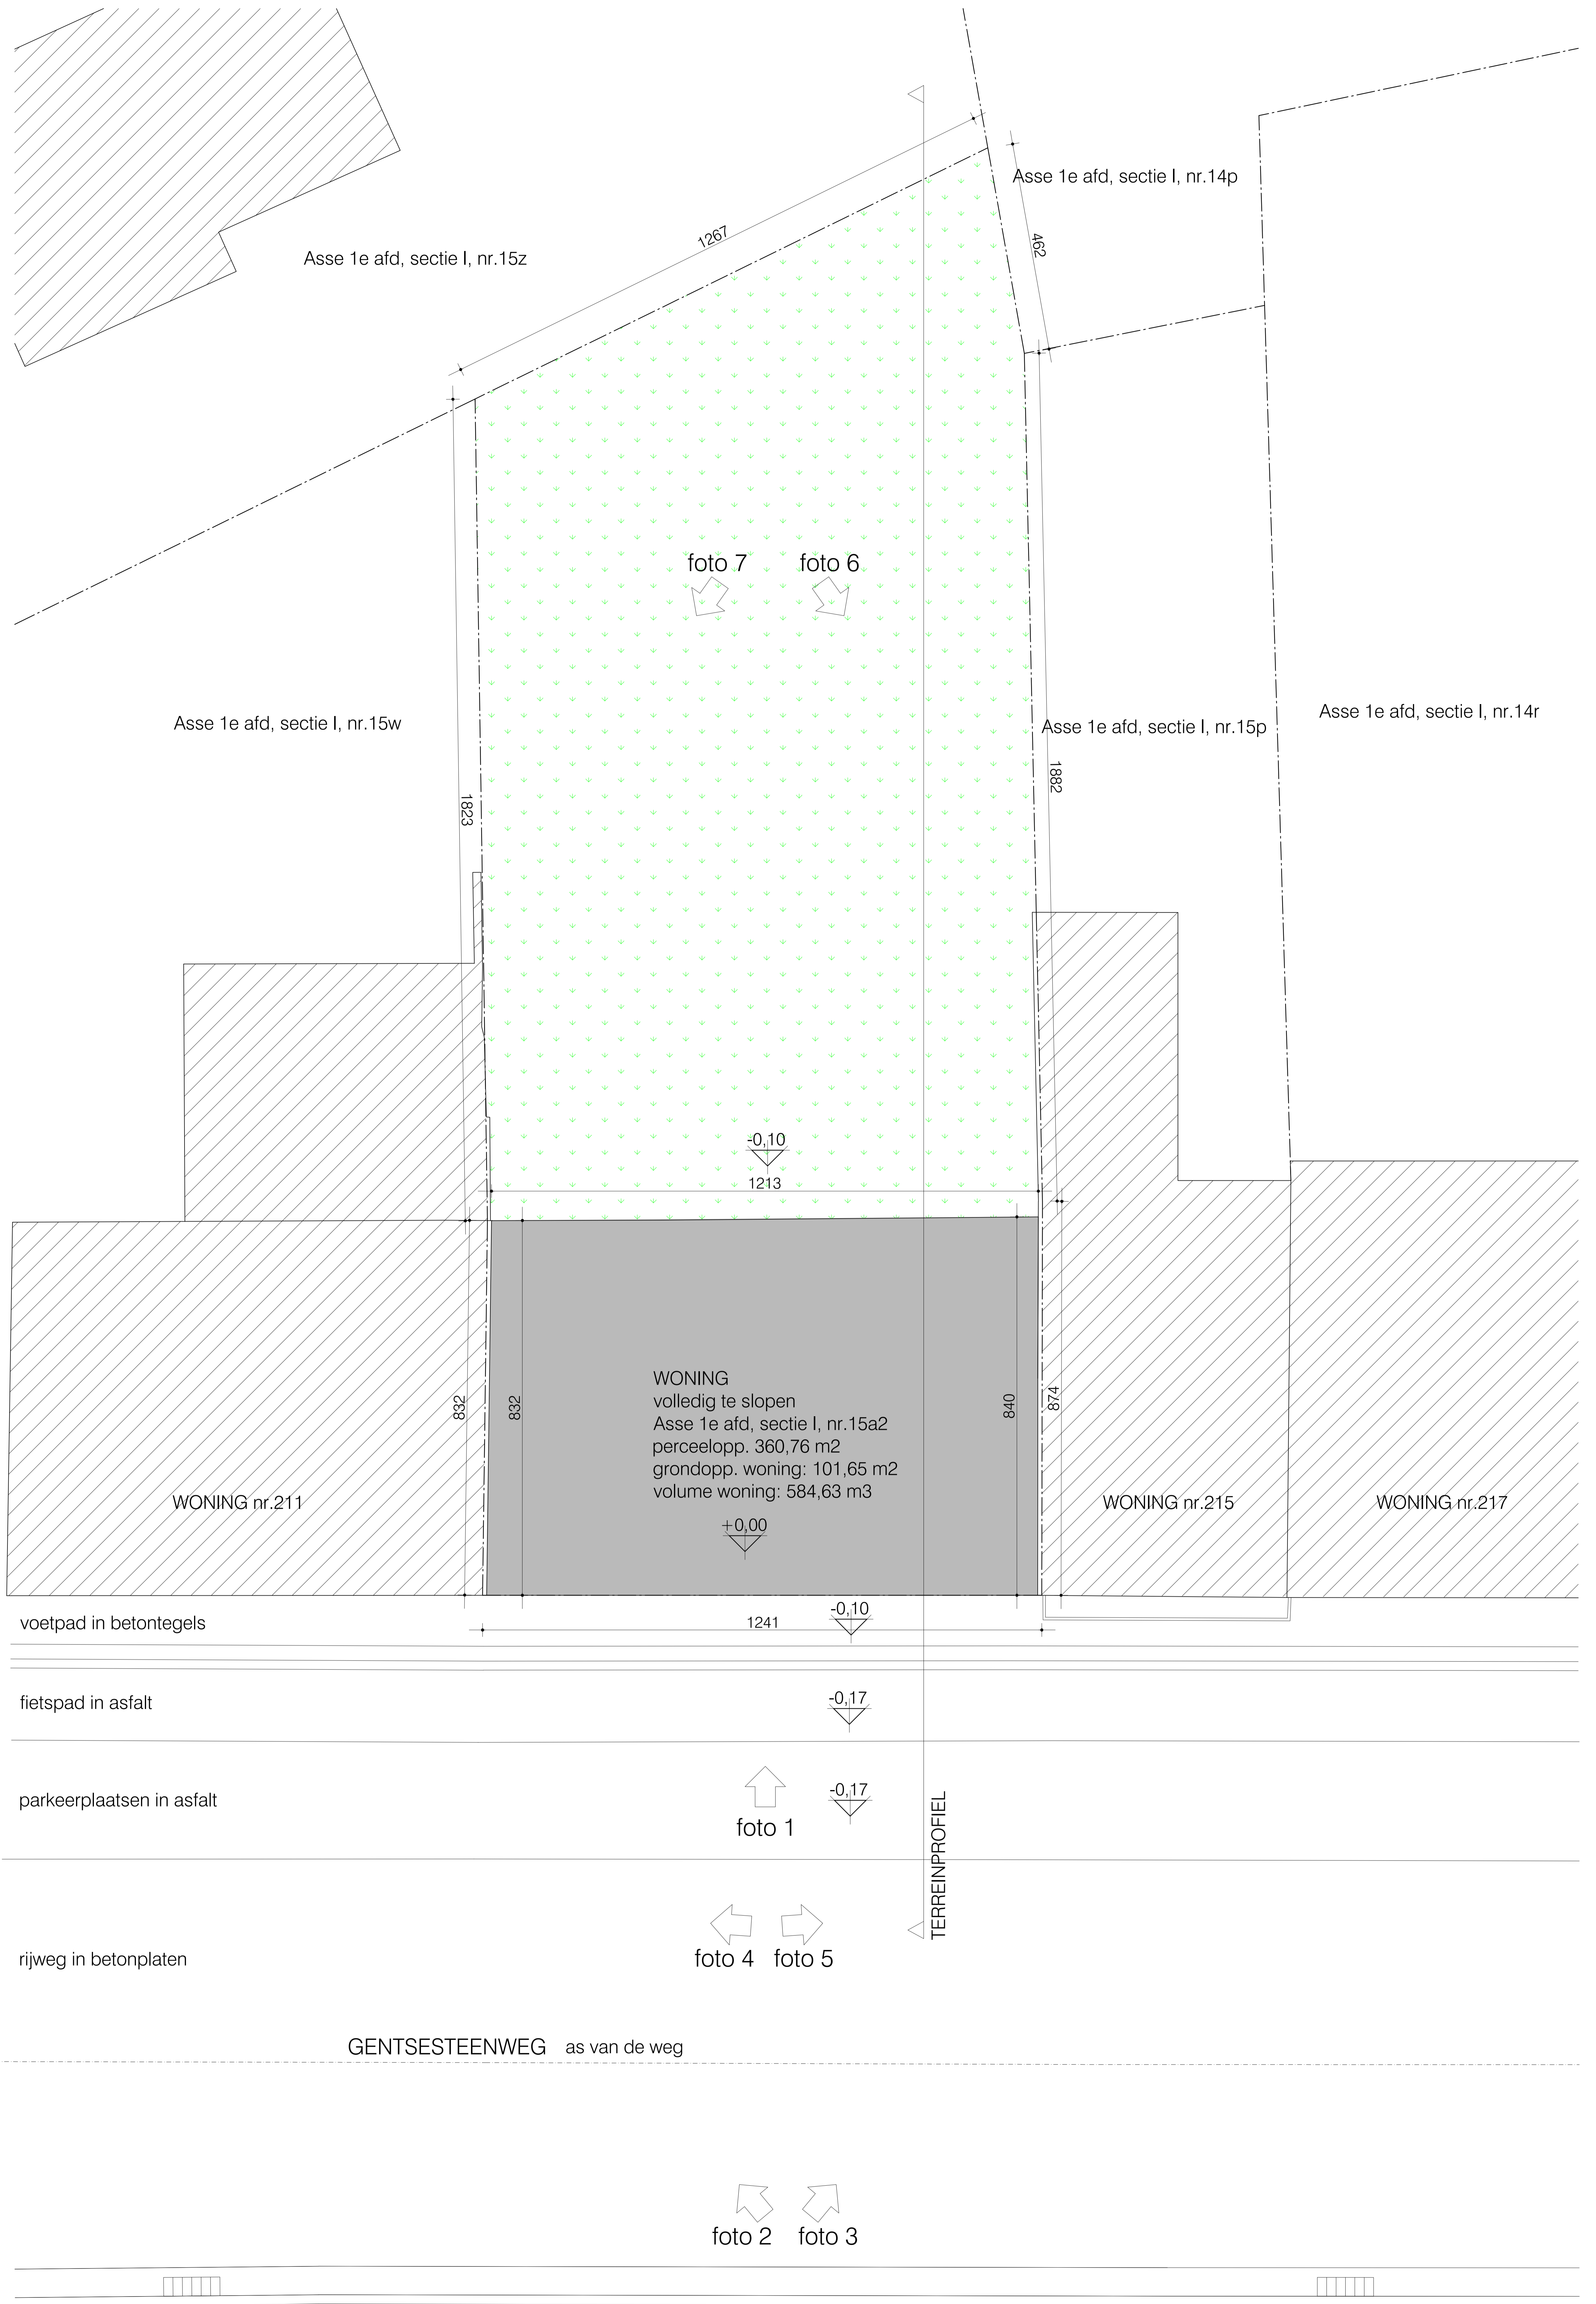 Asse 1e afd, sectie I, nr.14p
1267
462
Asse 1e afd, sectie I, nr.15z
foto 7
foto 6
Asse 1e afd, sectie I, nr.15w
Asse 1e afd, sectie I, nr.15p
Asse 1e afd, sectie I, nr.14r
1823
1882
-0,10
1213
WONING
volledig te slopen
Asse 1e afd, sectie I, nr.15a2
perceelopp. 360,76 m2
grondopp. woning: 101,65 m2
volume woning: 584,63 m3
832
832
840
874
WONING nr.211
WONING nr.215
WONING nr.217
+0,00
-0,10
voetpad in betontegels
1241
fietspad in asfalt
-0,17
parkeerplaatsen in asfalt
-0,17
foto 1
TERREINPROFIEL
rijweg in betonplaten
foto 4
foto 5
GENTSESTEENWEG as van de weg
foto 2
foto 3